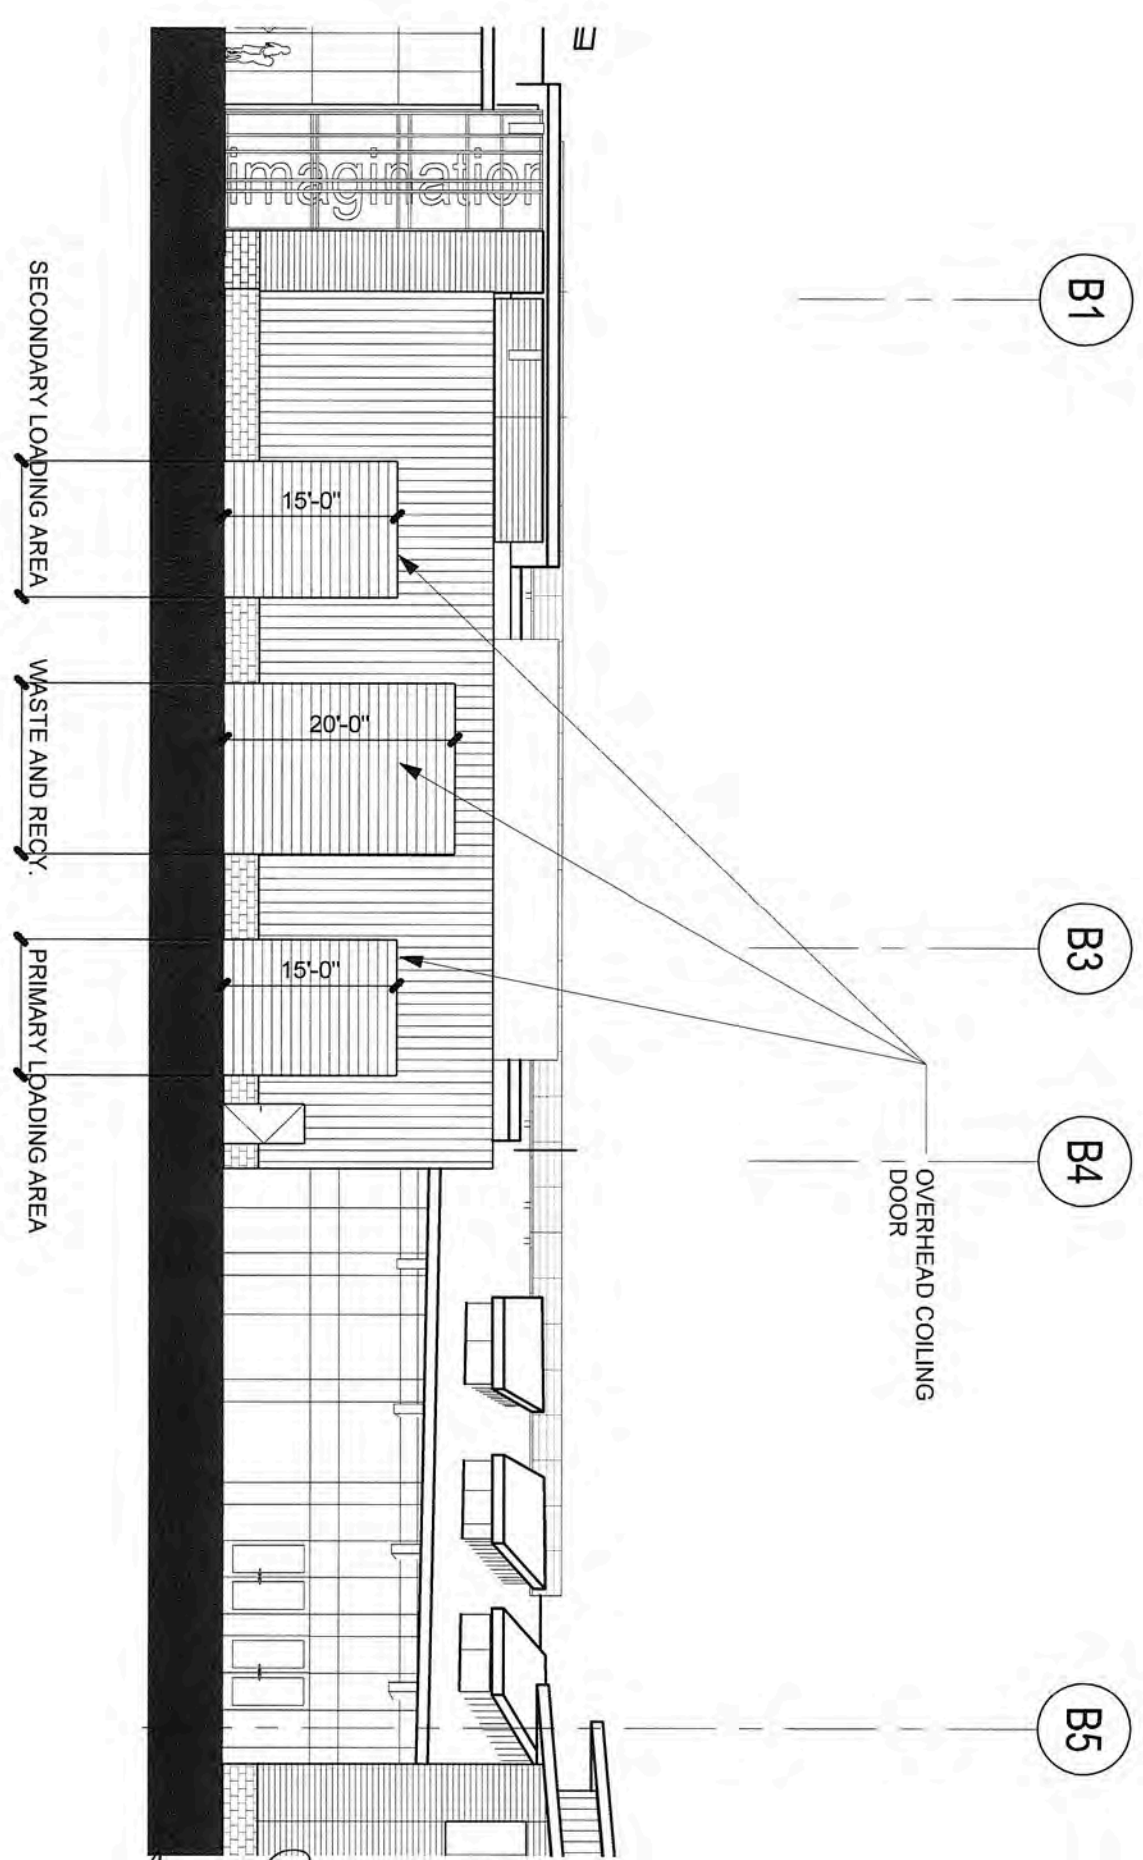 B1
B3
B4
B5
OVERHEAD COILING
DOOR
imagination
15'-0"
20'-0"
15'-0"
SECONDARY LOADING AREA
WASTE AND RECY.
PRIMARY LOADING AREA